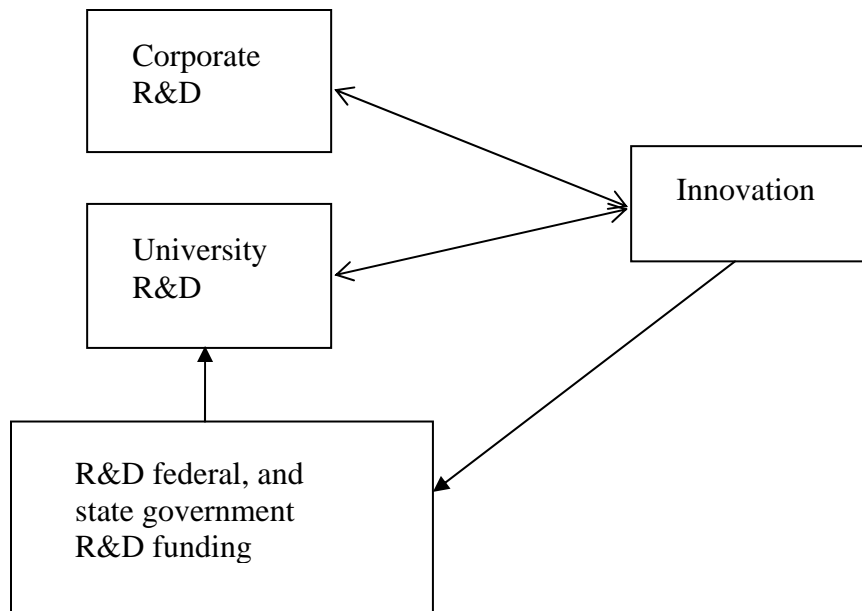 Corporate
R&D
Innovation
University
R&D
R&D federal, and
state government
R&D funding